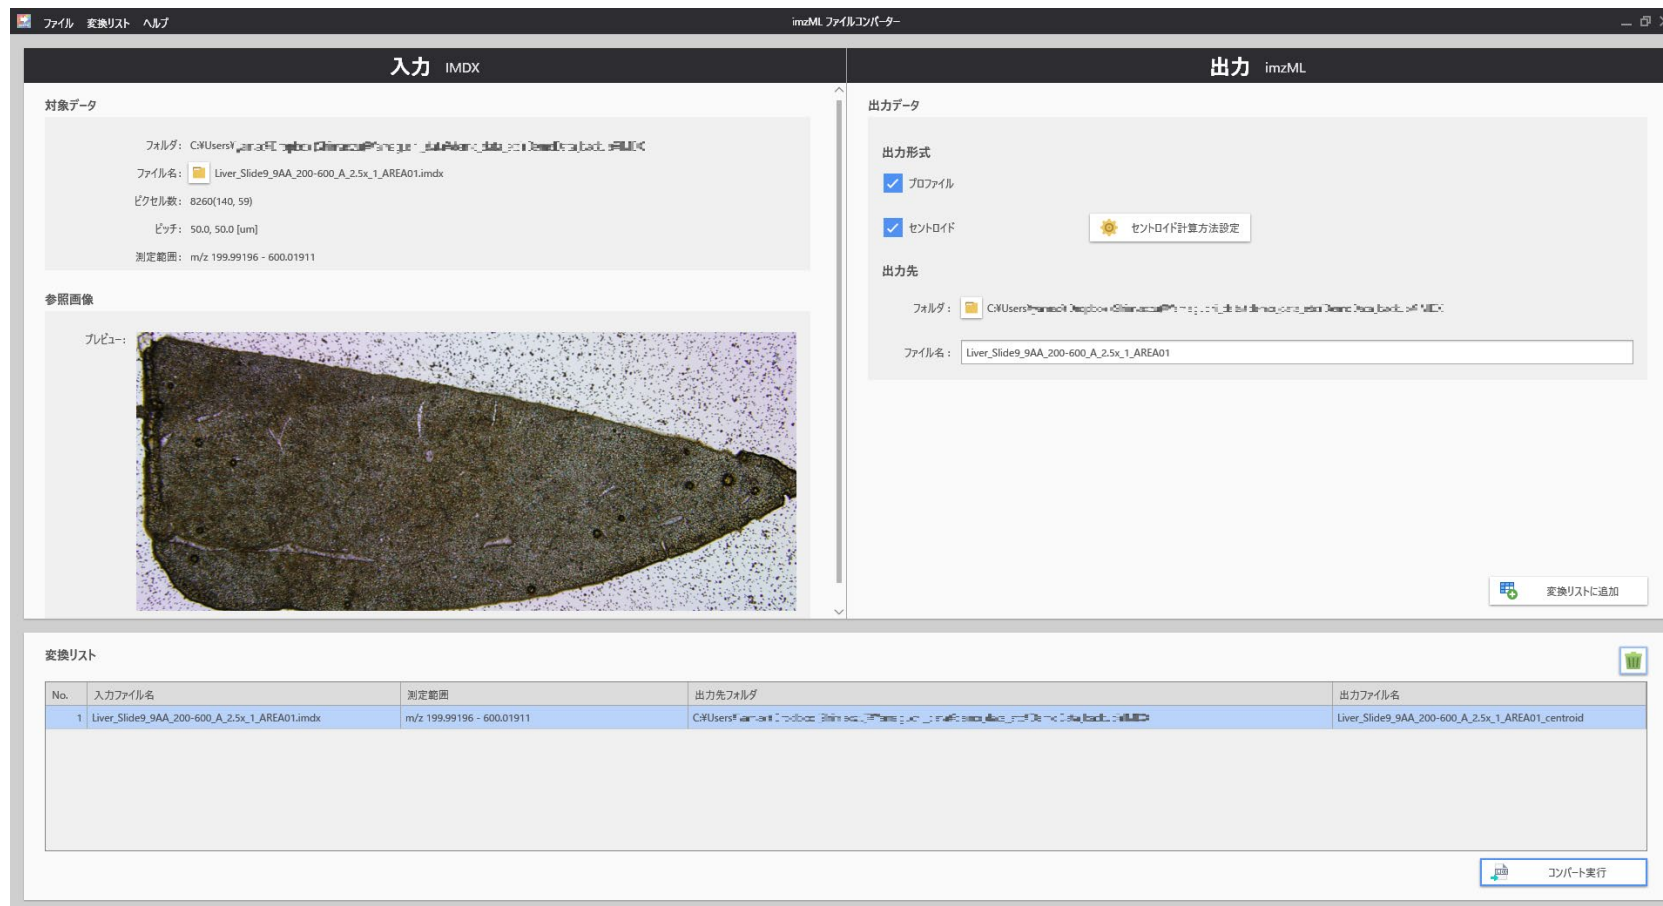 ファイル 変換リスト ヘルプ
imzML ファイルコンバーター
入力 IMDX
対象データ
フォルダ: C:¥Users¥
ファイル名: Liver_Slide9_9AA_200-600_A_2.5x_1_AREA01.imdx
ピクセル数: 8260(140, 59)
ピッチ: 50.0, 50.0 [um]
測定範囲: m/z 199.99196 - 600.01911
参照画像
プレビュー:
出力 imzML
出力データ
出力形式
プロファイル
セントロイド
セントロイド計算方法設定
出力先
フォルダ: C:¥Users¥
ファイル名: Liver_Slide9_9AA_200-600_A_2.5x_1_AREA01
変換リストに追加
変換リスト
No. 入力ファイル名 測定範囲 出力先フォルダ 出力ファイル名
1 Liver_Slide9_9AA_200-600_A_2.5x_1_AREA01.imdx m/z 199.99196 - 600.01911 C:¥Users¥ Liver_Slide9_9AA_200-600_A_2.5x_1_AREA01_centroid
コンバート実行